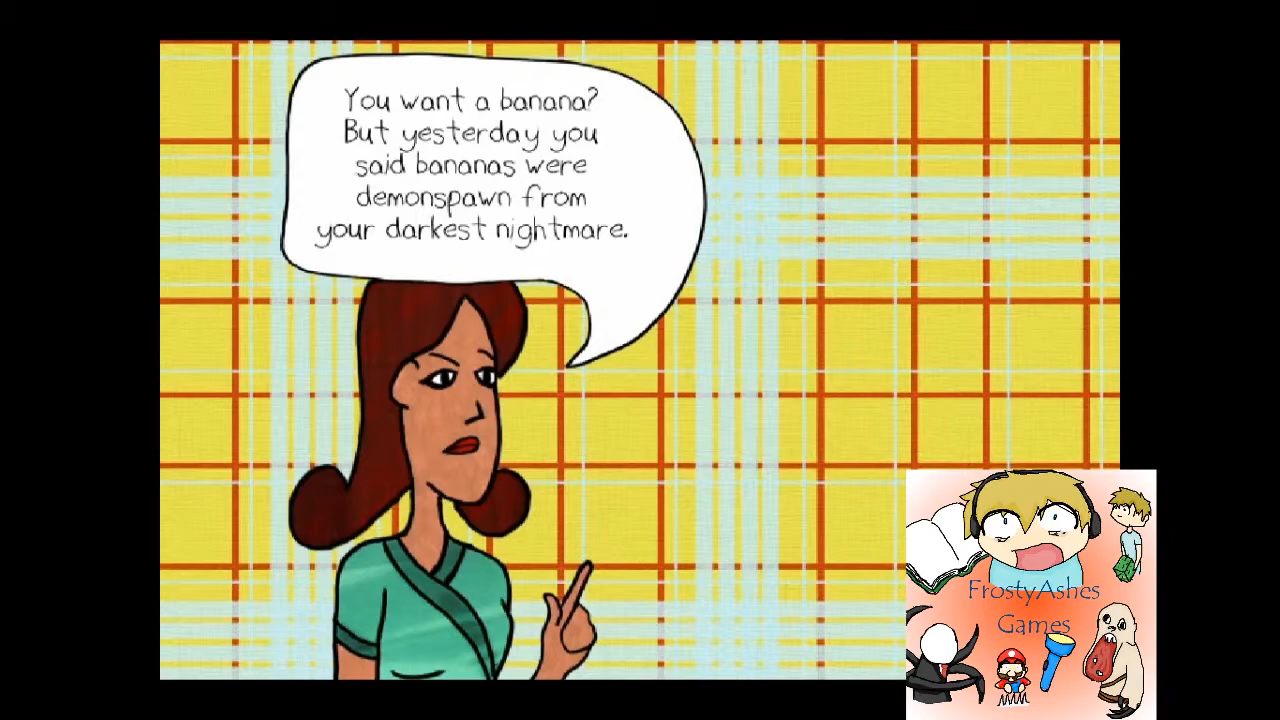 You want a banana?
But yesterday you
said bananas were
demonspawn from
your darkest nightmare.
FrostyAshes
Games